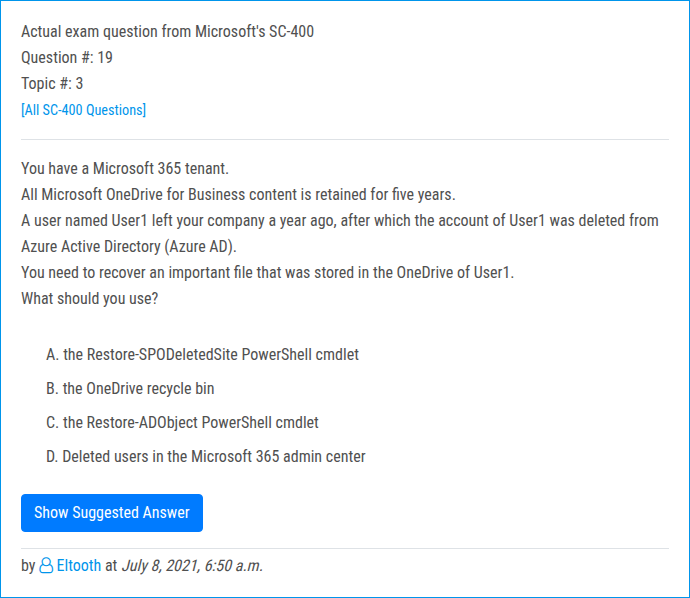 Actual exam question from Microsoft's SC-400
Question #: 19
Topic #: 3
[All SC-400 Questions]
You have a Microsoft 365 tenant.
All Microsoft OneDrive for Business content is retained for five years.
A user named User1 left your company a year ago, after which the account of User1 was deleted from
Azure Active Directory (Azure AD).
You need to recover an important file that was stored in the OneDrive of User1.
What should you use?
A. the Restore-SPODeletedSite PowerShell cmdlet
B. the OneDrive recycle bin
C. the Restore-ADObject PowerShell cmdlet
D. Deleted users in the Microsoft 365 admin center
Show Suggested Answer
by Eltooth at July 8, 2021, 6:50 a.m.